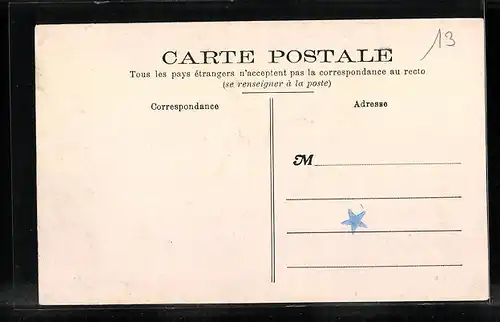 13
CARTE POSTALE
Tous les pays étrangers n'acceptent pas la correspondance au recto
(se renseigner à la poste)
Correspondance
Adresse
M